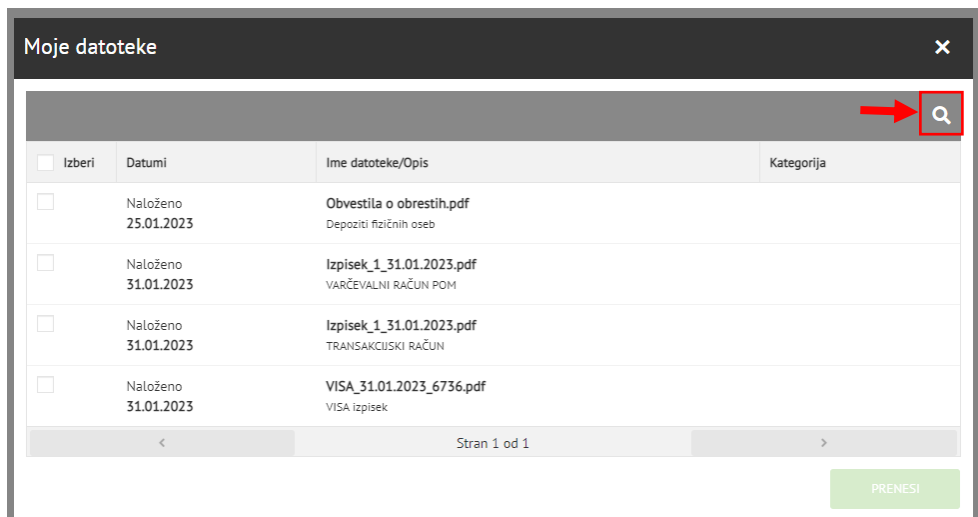 Moje datoteke
Izberi Datumi Ime datoteke/Opis Kategorija
Naloženo Obvestila o obrestih.pdf
25.01.2023 Depoziti fizičnih oseb
Naloženo Izpisek_1_31.01.2023.pdf
31.01.2023 VARČEVALNI RAČUN POM
Naloženo Izpisek_1_31.01.2023.pdf
31.01.2023 TRANSAKCIJSKI RAČUN
Naloženo VISA_31.01.2023_6736.pdf
31.01.2023 VISA izpisek
Stran 1 od 1
PRENESI